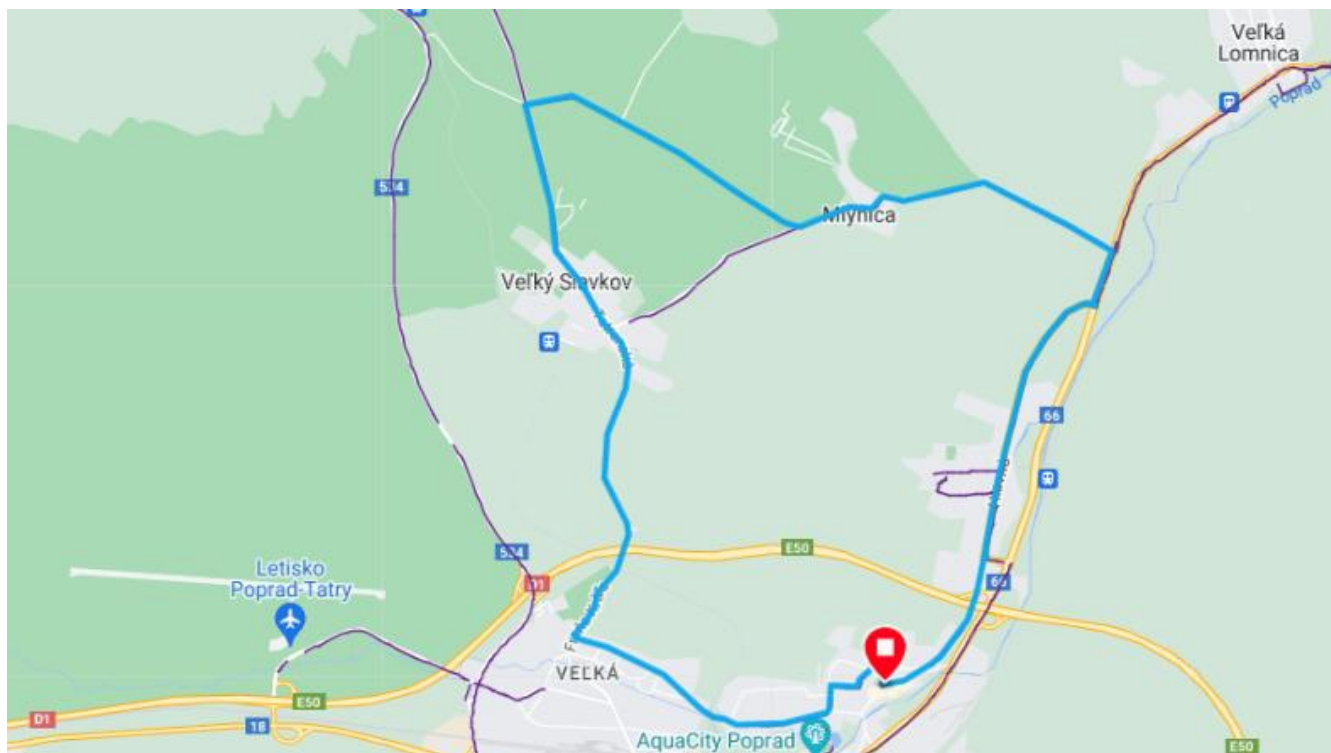 Veľká
Lomnica
Poprad
534
Mlynica
Veľký Slavkov
66
E50
534
Letisko
Poprad-Tatry
D1
66
VEĽKÁ
E50
D1
18
AquaCity Poprad
E50